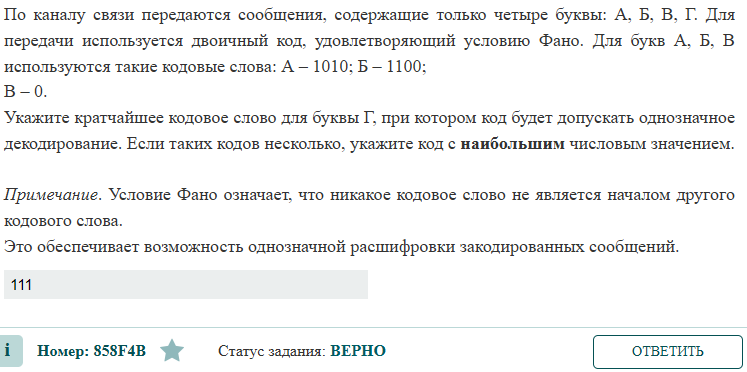 По каналу связи передаются сообщения, содержащие только четыре буквы: А, Б, В, Г. Для
передачи используется двоичный код, удовлетворяющий условию Фано. Для букв А, Б, В
используются такие кодовые слова: А – 1010; Б – 1100;
В – 0.
Укажите кратчайшее кодовое слово для буквы Г, при котором код будет допускать однозначное
декодирование. Если таких кодов несколько, укажите код с наибольшим числовым значением.
Примечание. Условие Фано означает, что никакое кодовое слово не является началом другого
кодового слова.
Это обеспечивает возможность однозначной расшифровки закодированных сообщений.
111
i Номер: 858F4B Статус задания: ВЕРНО ОТВЕТИТЬ